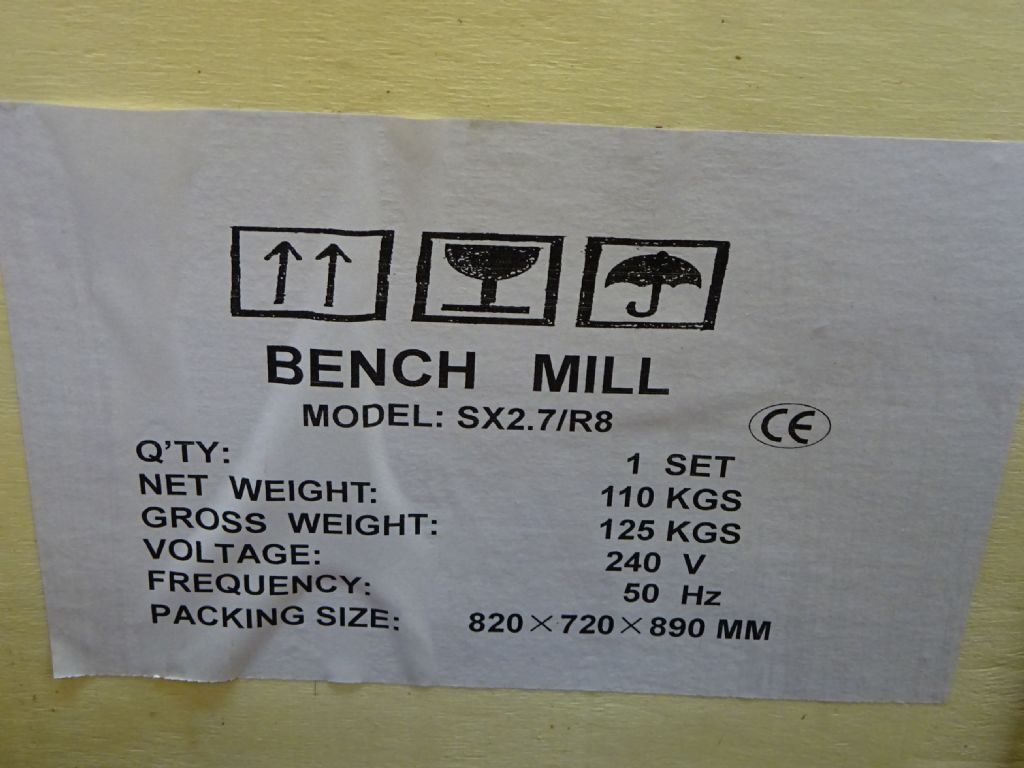 BENCH MILL
MODEL: SX2.7/R8
CE
Q'TY: 1 SET
NET WEIGHT: 110 KGS
GROSS WEIGHT: 125 KGS
VOLTAGE: 240 V
FREQUENCY: 50 Hz
PACKING SIZE: 820×720×890 MM